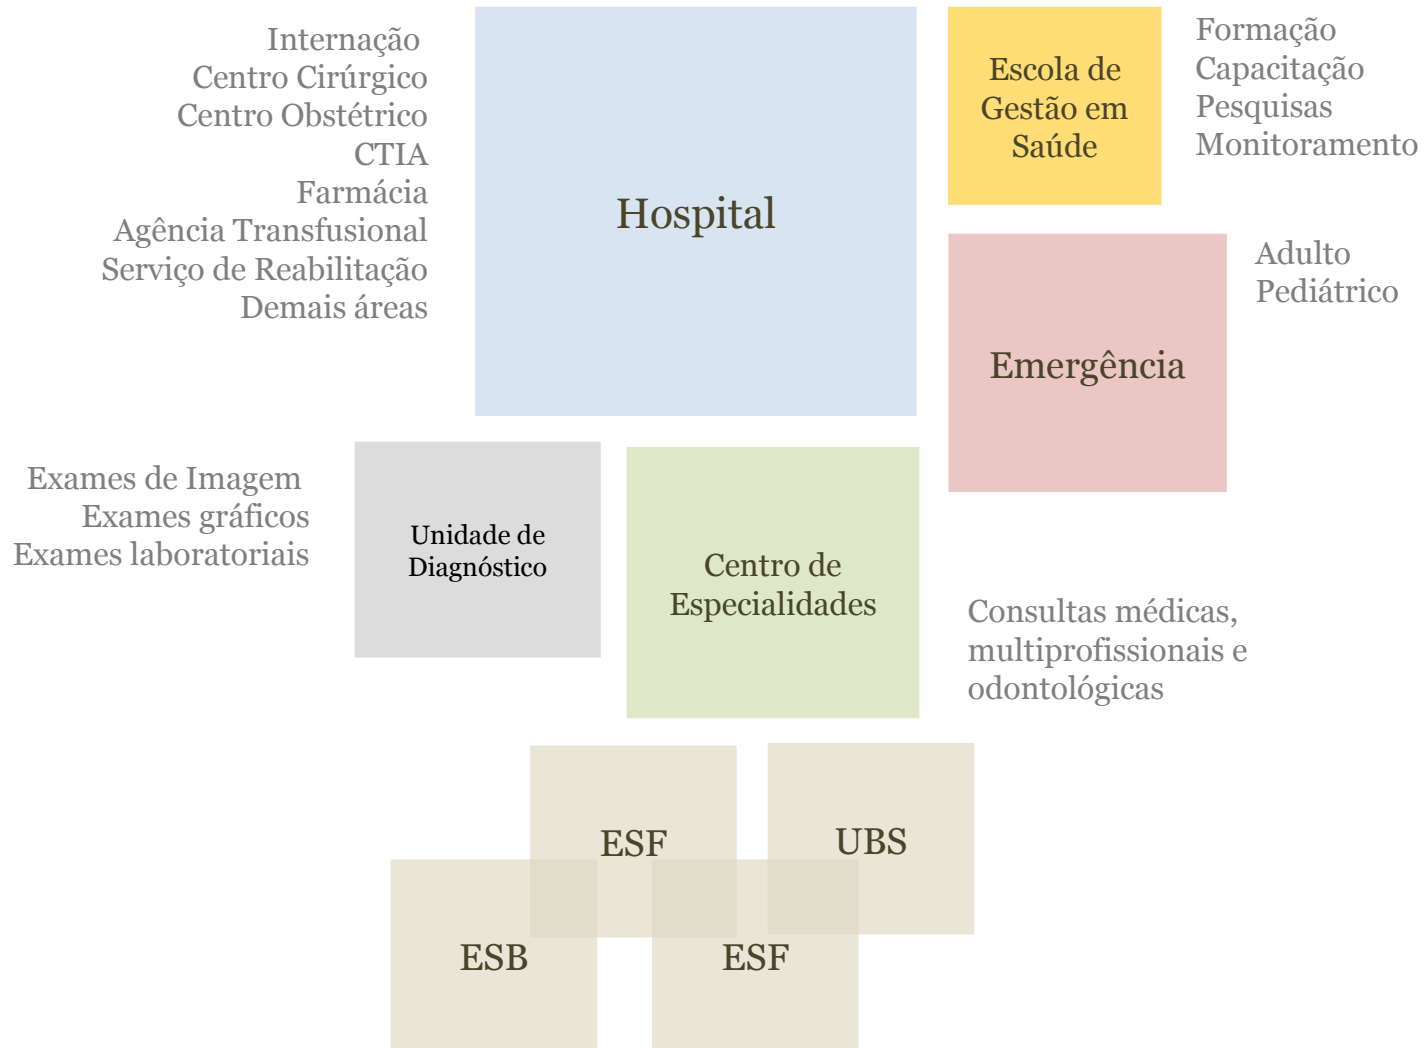 Internação
Centro Cirúrgico
Centro Obstétrico
CTIA
Farmácia
Agência Transfusional
Serviço de Reabilitação
Demais áreas
Hospital
Escola de
Gestão em
Saúde
Formação
Capacitação
Pesquisas
Monitoramento
Emergência
Adulto
Pediátrico
Exames de Imagem
Exames gráficos
Exames laboratoriais
Unidade de
Diagnóstico
Centro de
Especialidades
Consultas médicas,
multiprofissionais e
odontológicas
ESF
UBS
ESB
ESF